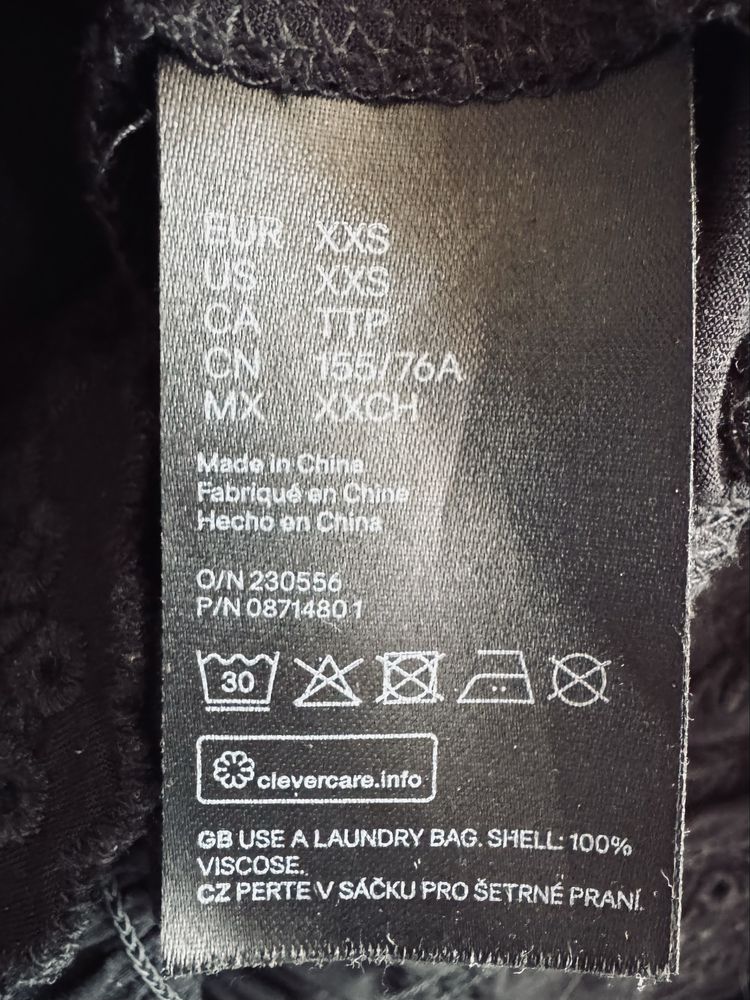 EUR XXS
US XXS
CA TTP
CN 155/76A
MX XXCH
Made in China
Fabriqué en Chine
Hecho en China
O/N 230556
P/N 08714801
30
clevercare.info
GB USE A LAUNDRY BAG. SHELL: 100%
VISCOSE.
CZ PERTE V SÁČKU PRO ŠETRNÉ PRANÍ.